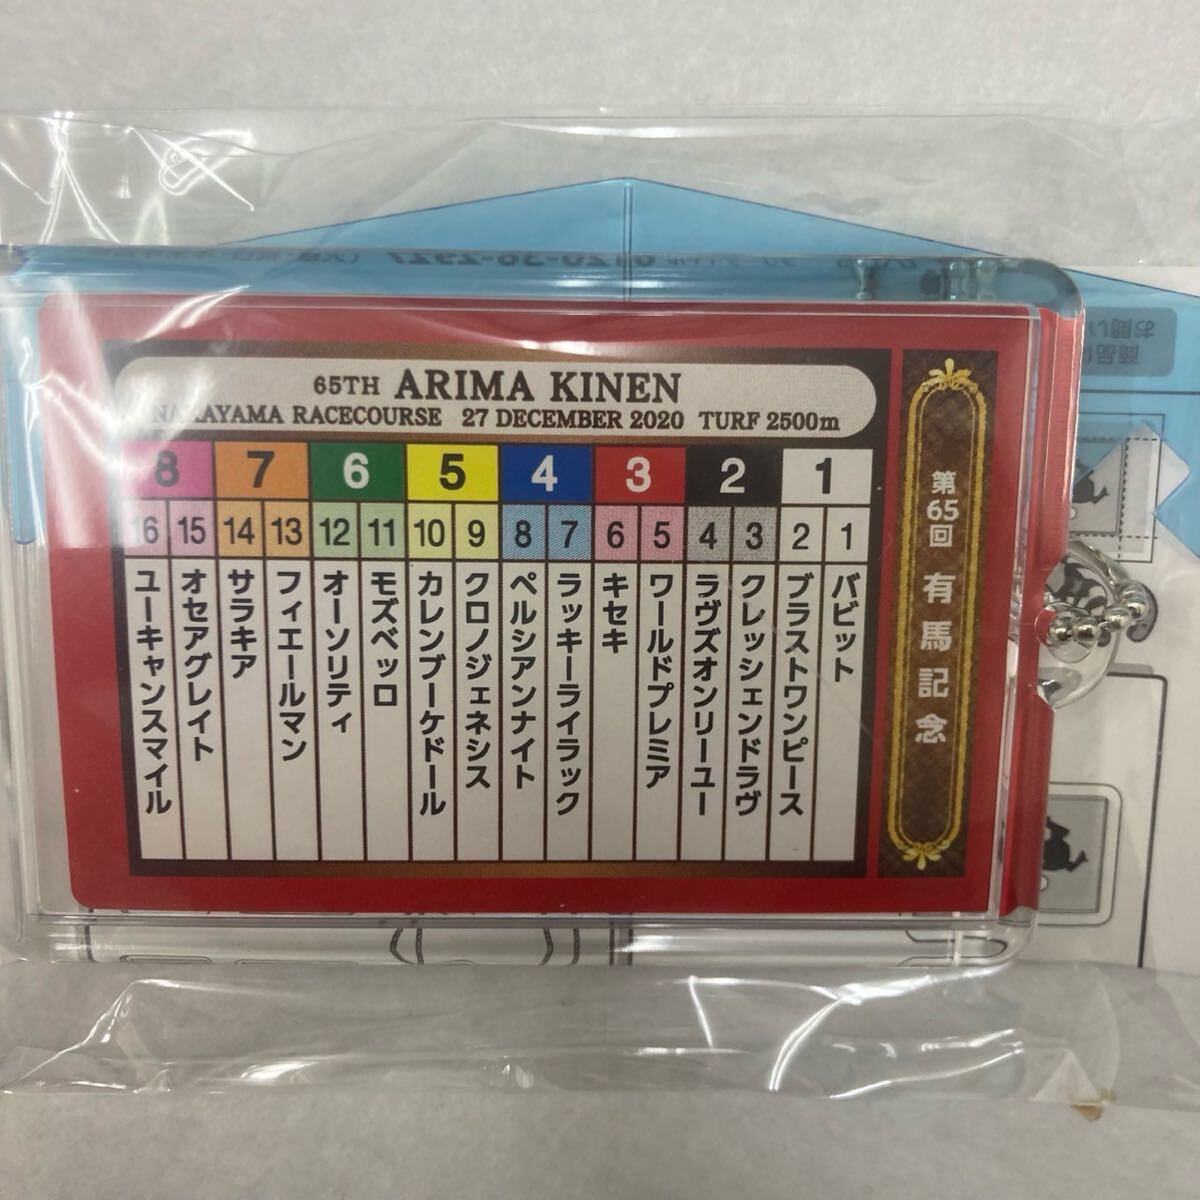 65TH ARIMA KINEN
NAKAYAMA RACECOURSE 27 DECEMBER 2020 TURF 2500m
8 7 6 5 4 3 2 1
16 15 14 13 12 11 10 9 8 7 6 5 4 3 2 1
バビット
ブラストワンピース
クレッシェンドラヴ
ラヴズオンリーユー
ワールドプレミア
キセキ
ラッキーライラック
ペルシアンナイト
クロノジェネシス
カレンブーケドール
モズベッロ
オーソリティ
フィエールマン
サラキア
オセアグレイト
ユーキャンスマイル
第65回 有馬記念